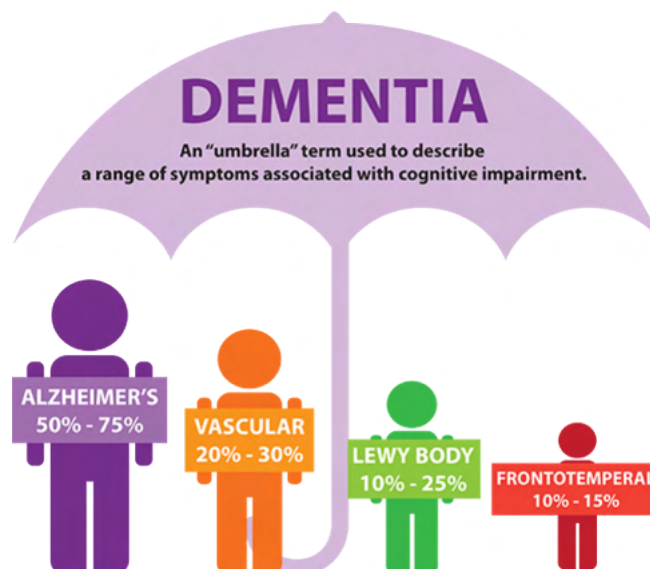 DEMENTIA
An “umbrella” term used to describe
a range of symptoms associated with cognitive impairment.
ALZHEIMER'S
50% - 75%
VASCULAR
20% - 30%
LEWY BODY
10% - 25%
FRONTOTEMPERAL
10% - 15%